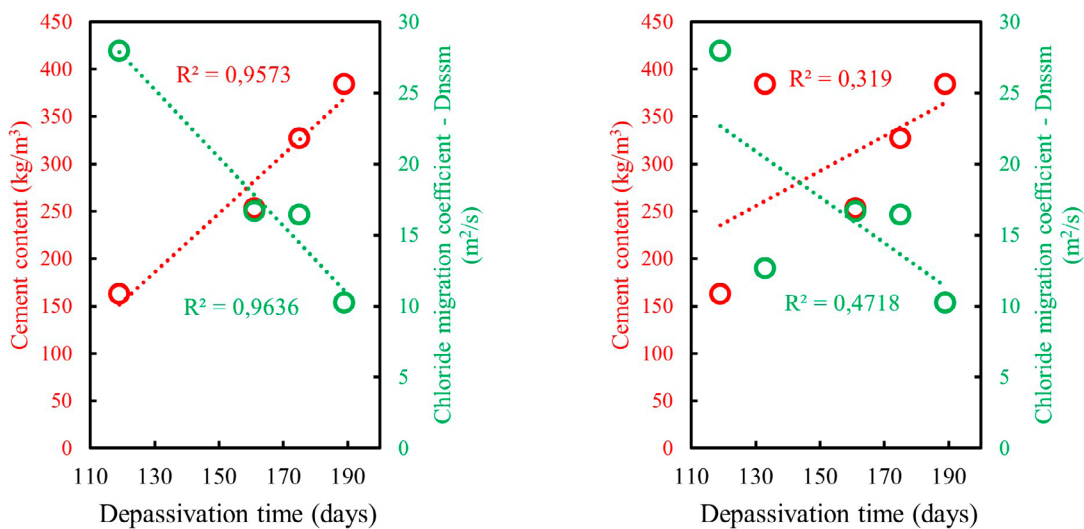 450
400
350
300
250
200
150
100
50
0
Cement content (kg/m³)
R² = 0,9573
R² = 0,9636
30
25
20
15
10
5
0
Chloride migration coefficient - Dnssm
(m²/s)
110 130 150 170 190
Depassivation time (days)
450
400
350
300
250
200
150
100
50
0
Cement content (kg/m³)
R² = 0,319
R² = 0,4718
30
25
20
15
10
5
0
Chloride migration coefficient - Dnssm
(m²/s)
110 130 150 170 190
Depassivation time (days)